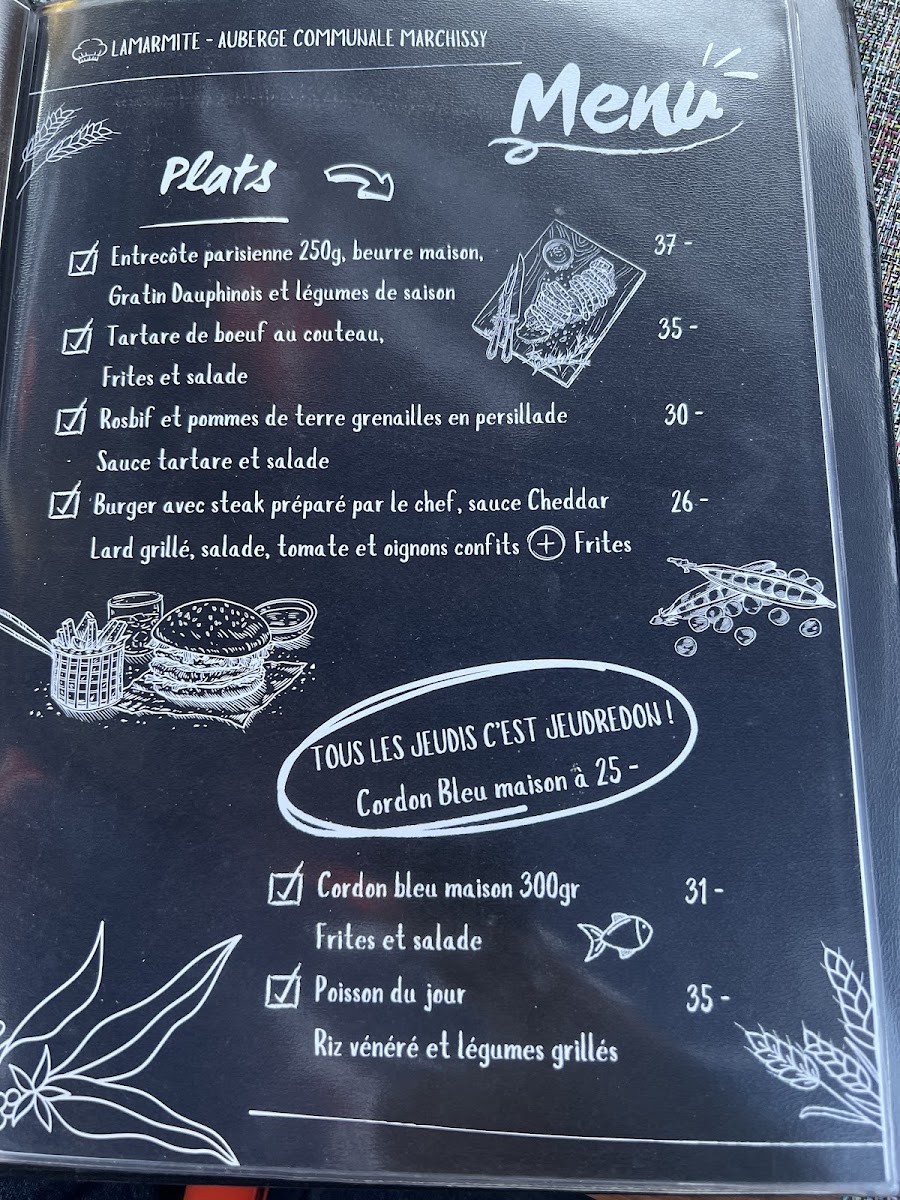 LAMARMITE - AUBERGE COMMUNALE MARCHISSY
Menu
Plats
Entrecôte parisienne 250g, beurre maison, 37 -
Gratin Dauphinois et légumes de saison
Tartare de boeuf au couteau, 35 -
Frites et salade
Rosbif et pommes de terre grenailles en persillade 30 -
Sauce tartare et salade
Burger avec steak préparé par le chef, sauce Cheddar 26 -
Lard grillé, salade, tomate et oignons confits + Frites
TOUS LES JEUDIS C'EST JEUDREDON !
Cordon Bleu maison à 25 -
Cordon bleu maison 300gr 31 -
Frites et salade
Poisson du jour 35 -
Riz vénéré et légumes grillés